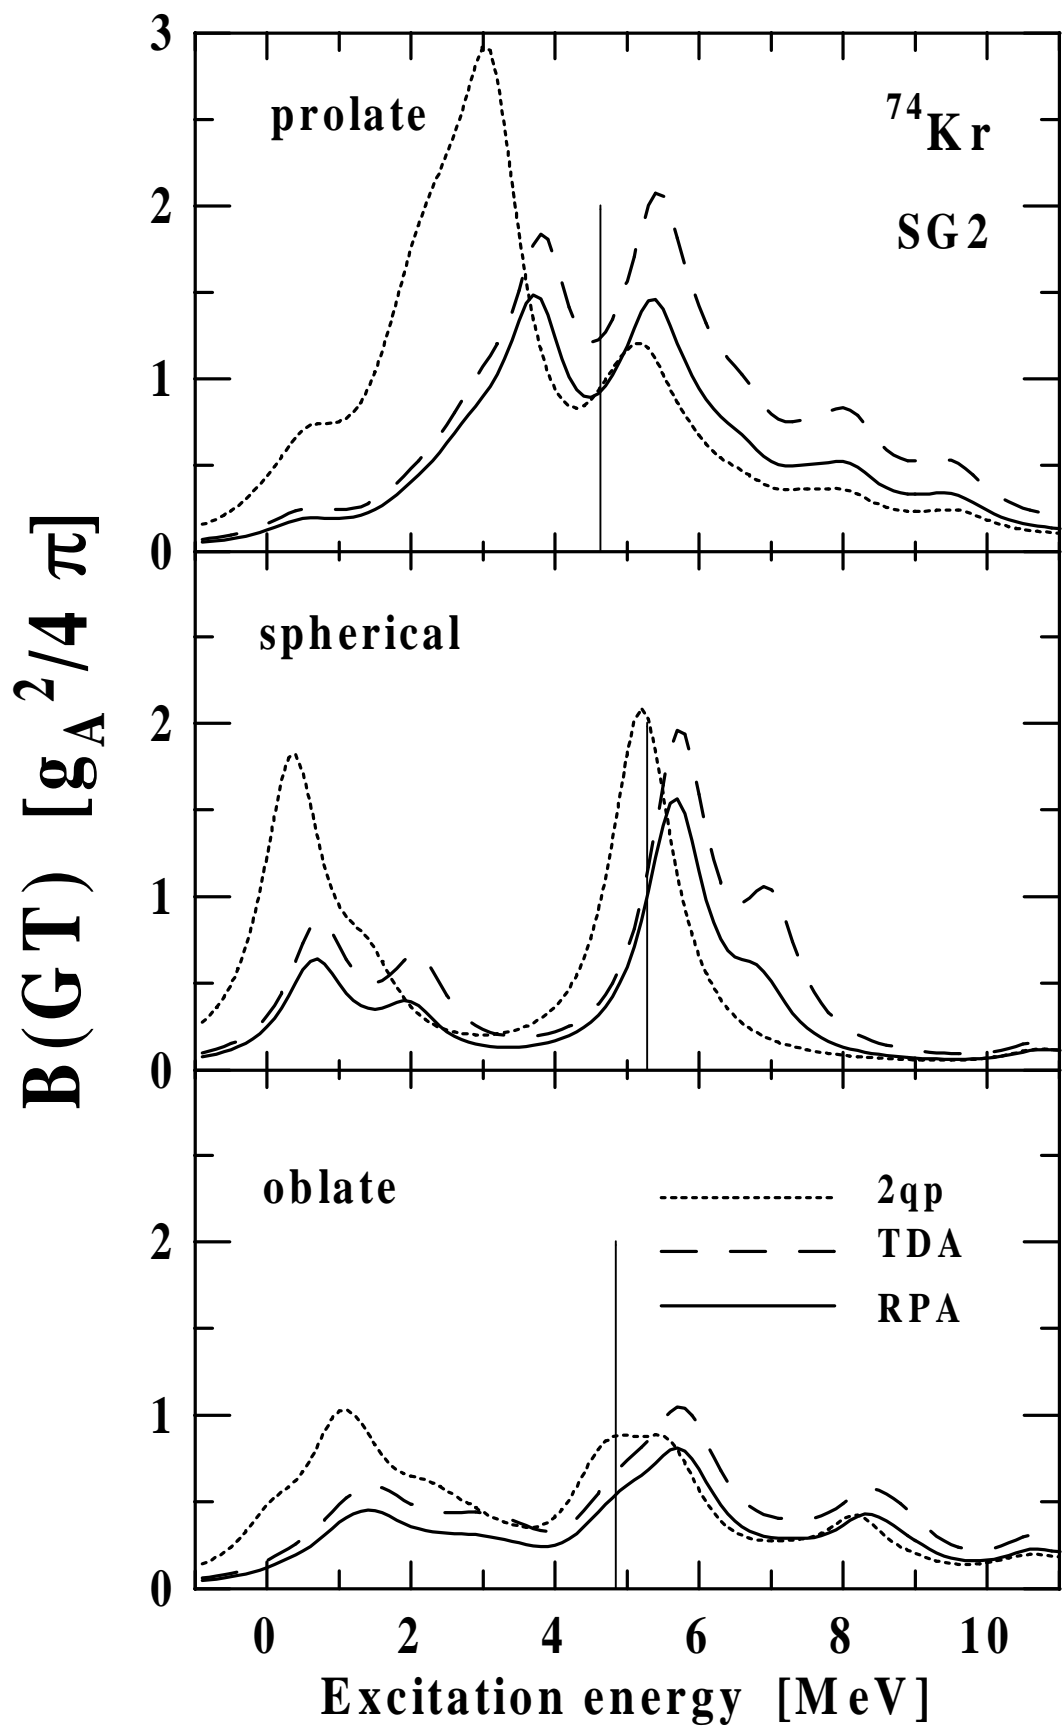 B(GT) [g_A²/4 π]
3
prolate
⁷⁴Kr
SG2
2
1
0
spherical
2
1
0
oblate
2qp
TDA
RPA
2
1
0
0 2 4 6 8 10
Excitation energy [MeV]